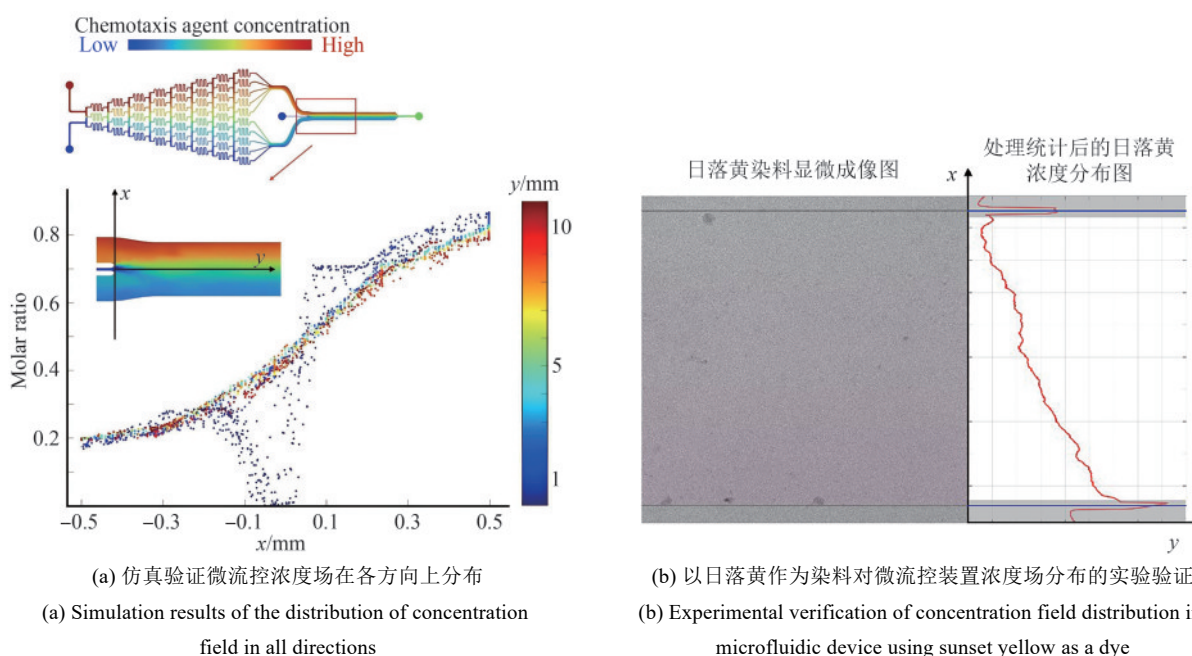 Chemotaxis agent concentration
Low High
y/mm
10
5
1
x
y
Molar ratio
0.8
0.6
0.4
0.2
−0.5 −0.3 −0.1 0.1 0.3 0.5
x/mm
(a) 仿真验证微流控浓度场在各方向上分布
(a) Simulation results of the distribution of concentration
field in all directions
日落黄染料显微成像图
x
处理统计后的日落黄
浓度分布图
y
(b) 以日落黄作为染料对微流控装置浓度场分布的实验验证
(b) Experimental verification of concentration field distribution i
microfluidic device using sunset yellow as a dye